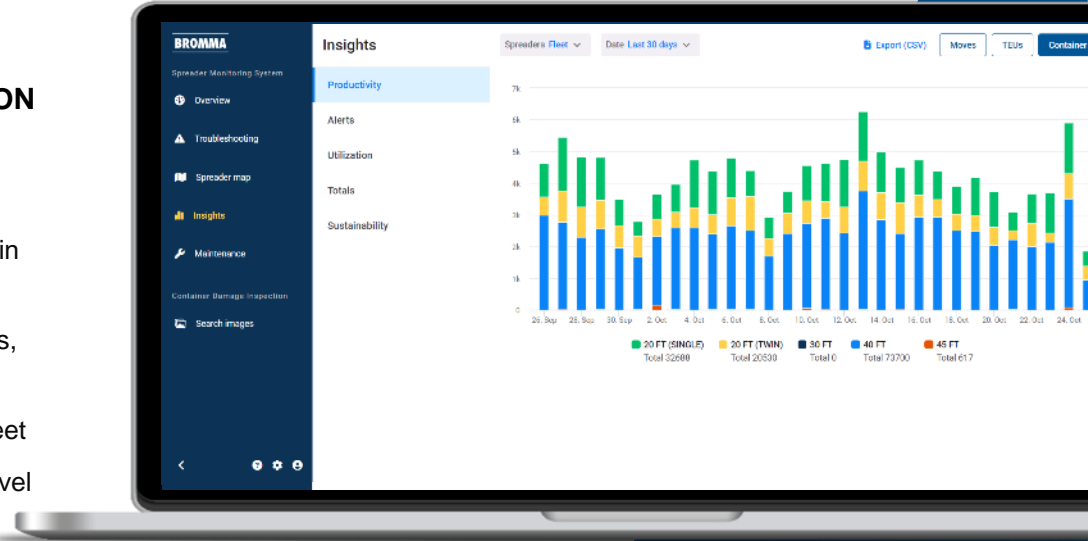 ON
in
s,
eet
vel
BROMMA
Spreader Monitoring System
Overview
Troubleshooting
Spreader map
Insights
Maintenance
Container Damage Inspection
Search images
Insights
Productivity
Alerts
Utilization
Totals
Sustainability
Spreaders Fleet
Date Last 30 days
Export (CSV)
Moves
TEUs
Container
7k
6k
5k
4k
3k
2k
1k
0
26. Sep 28. Sep 30. Sep 2. Oct 4. Oct 6. Oct 8. Oct 10. Oct 12. Oct 14. Oct 16. Oct 18. Oct 20. Oct 22. Oct 24. Oct
20 FT (SINGLE) 20 FT (TWIN) 30 FT 40 FT 45 FT
Total 32688 Total 20530 Total 0 Total 73700 Total 617